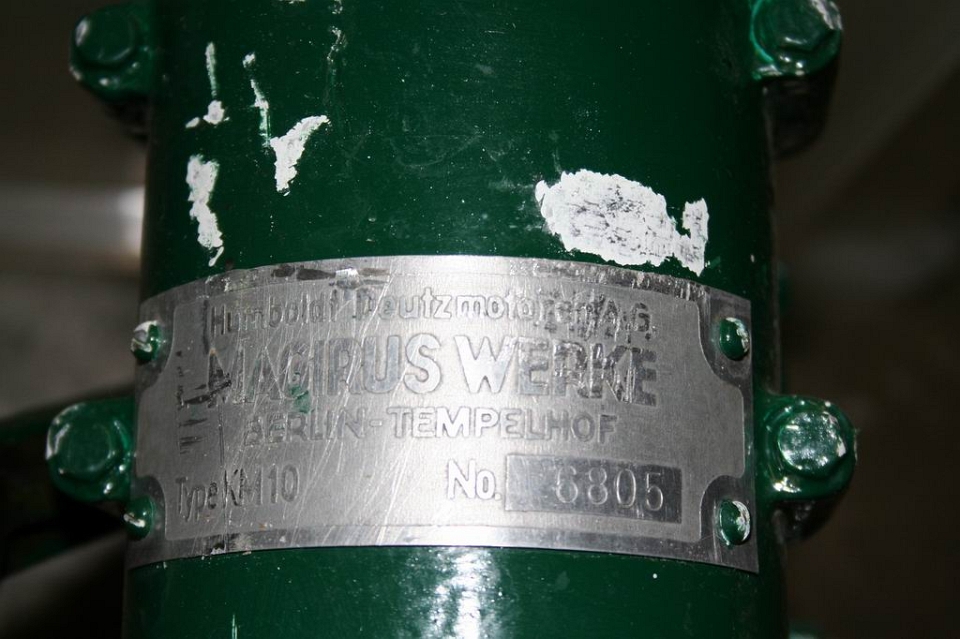 Humboldt Deutzmotoren A.G.
MAGIRUS WERKE
BERLIN-TEMPELHOF
Type KM10 No. 6805